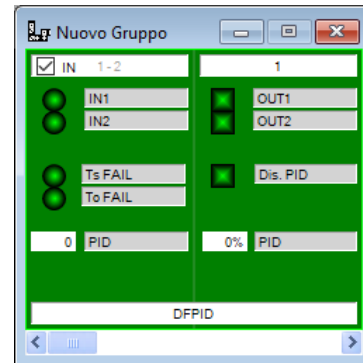 Nuovo Gruppo
IN 1 - 2 1
IN1 OUT1
IN2 OUT2
Ts FAIL Dis. PID
To FAIL
0 PID 0% PID
DFPID